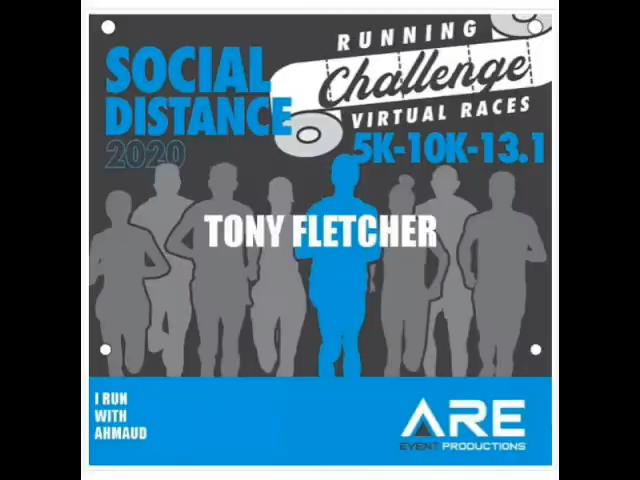 SOCIAL
DISTANCE
2020
RUNNING
Challenge
VIRTUAL RACES
5K-10K-13.1
TONY FLETCHER
I RUN
WITH
AHMAUD
ARE
EVENT PRODUCTIONS